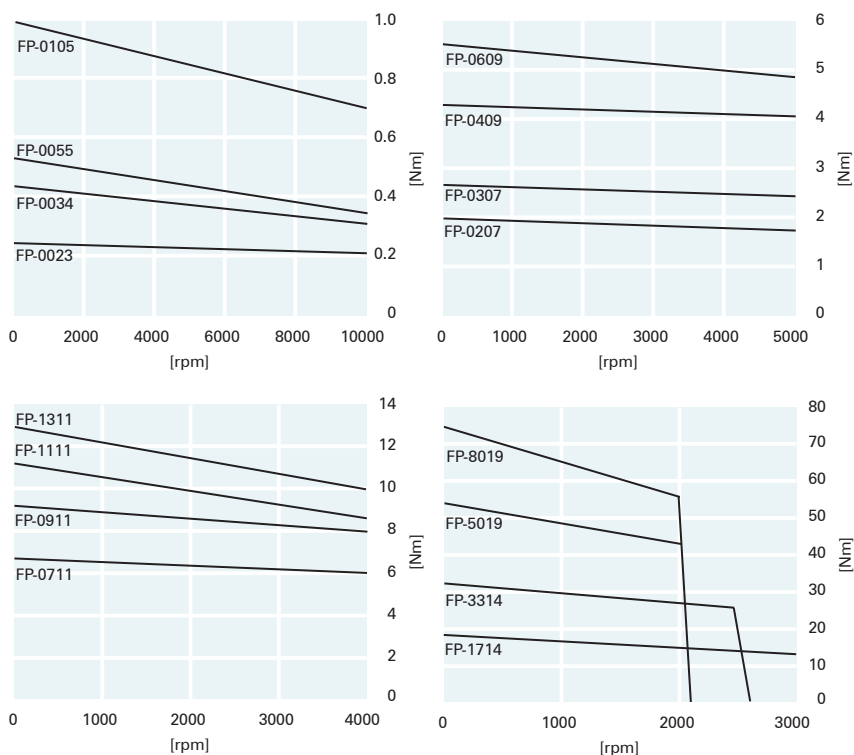 1.0
FP-0105
0.8
0.6
FP-0055
[Nm]
0.4
FP-0034
FP-0023
0.2
0
0 2000 4000 6000 8000 10000
[rpm]
6
FP-0609
5
FP-0409
4
[Nm]
3
FP-0307
FP-0207
2
1
0
0 1000 2000 3000 4000 5000
[rpm]
14
FP-1311
12
FP-1111
10
FP-0911
8
[Nm]
FP-0711
6
4
2
0
0 1000 2000 3000 4000
[rpm]
80
70
FP-8019
60
50
FP-5019
40
[Nm]
30
FP-3314
20
FP-1714
10
0
0 1000 2000 3000
[rpm]